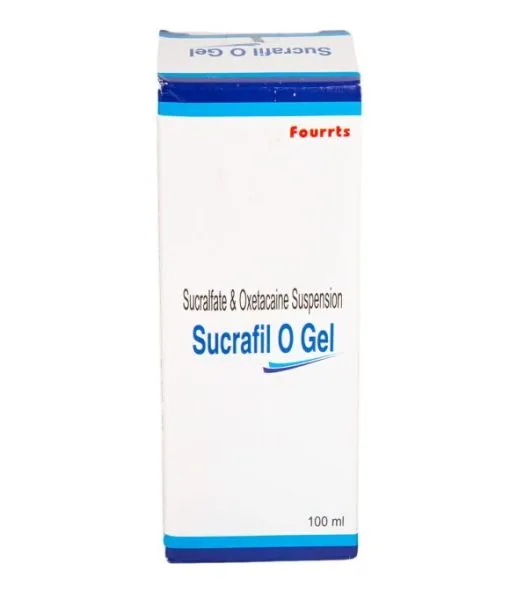 Sucrafil O Gel
Fourrts
Sucralfate & Oxetacaine Suspension
Sucrafil O Gel
100 ml